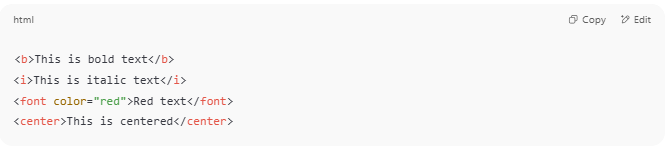 html
Copy
Edit
<b>This is bold text</b>
<i>This is italic text</i>
<font color="red">Red text</font>
<center>This is centered</center>